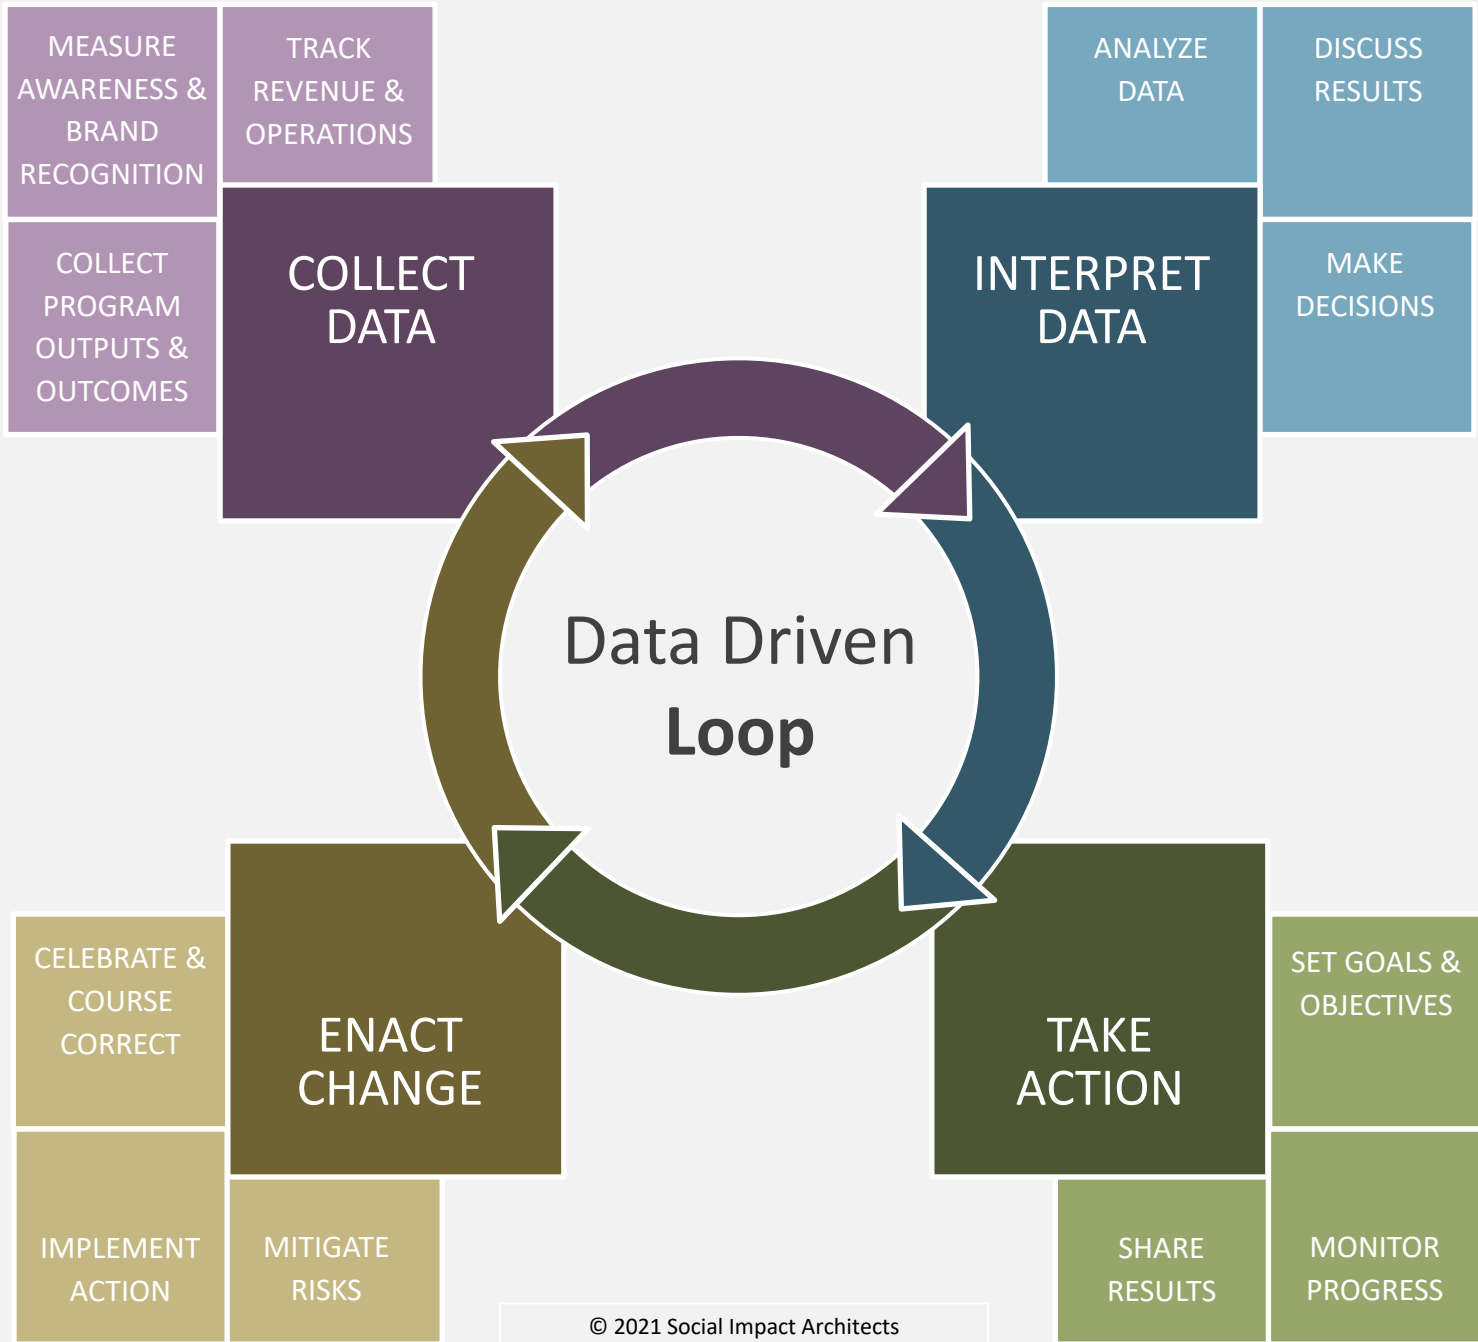 MEASURE
AWARENESS &
BRAND
RECOGNITION
TRACK
REVENUE &
OPERATIONS
COLLECT
PROGRAM
OUTPUTS &
OUTCOMES
COLLECT
DATA
ANALYZE
DATA
DISCUSS
RESULTS
MAKE
DECISIONS
INTERPRET
DATA
Data Driven
Loop
CELEBRATE &
COURSE
CORRECT
ENACT
CHANGE
IMPLEMENT
ACTION
MITIGATE
RISKS
TAKE
ACTION
SET GOALS &
OBJECTIVES
SHARE
RESULTS
MONITOR
PROGRESS
© 2021 Social Impact Architects